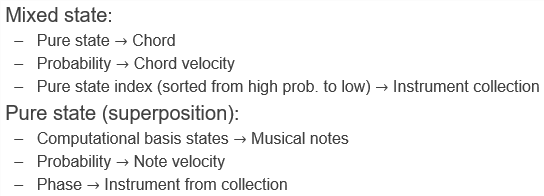 Mixed state:
– Pure state → Chord
– Probability → Chord velocity
– Pure state index (sorted from high prob. to low) → Instrument collection
Pure state (superposition):
– Computational basis states → Musical notes
– Probability → Note velocity
– Phase → Instrument from collection